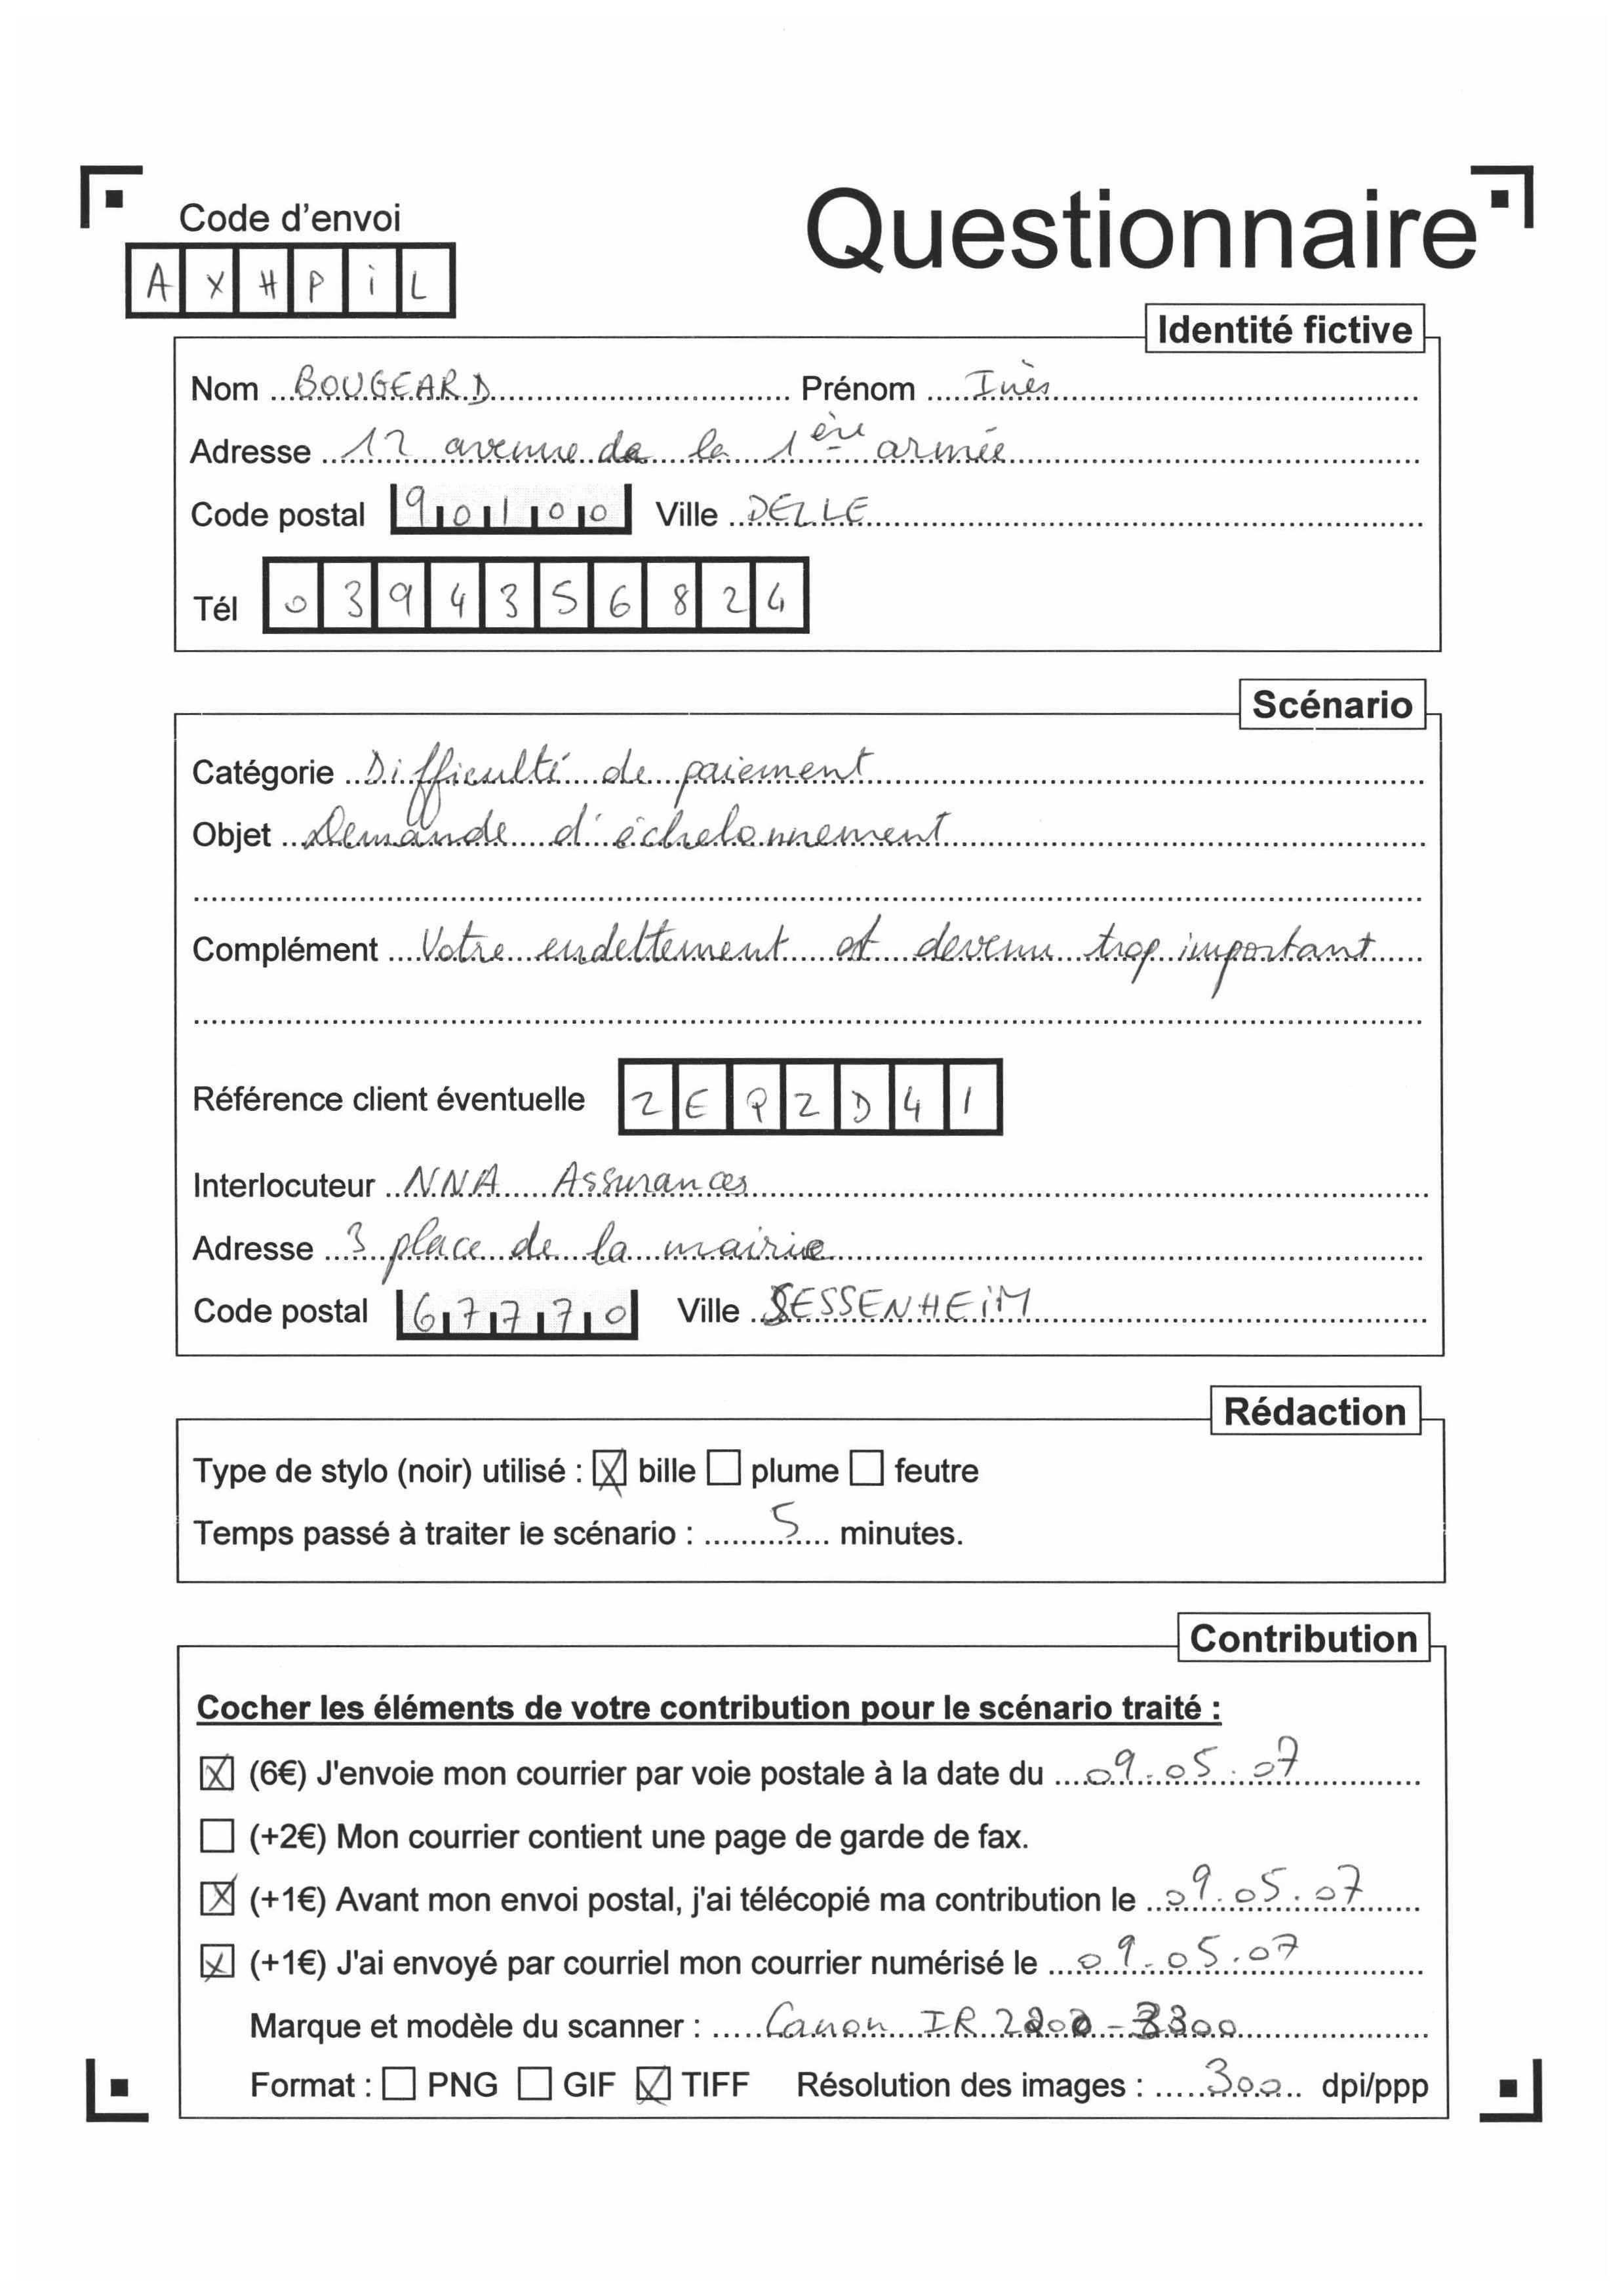 Code d'envoi
Questionnaire
A X H P i L
Identité fictive
Nom BOUGEARD Prénom Inès
Adresse 12 avenue de la 1ère armée
Code postal 90100 Ville DELLE
Tél 0394356824
Scénario
Catégorie Difficulté de paiement
Objet Demande d'échelonnement
Complément Votre endettement est devenu trop important
Référence client éventuelle
Interlocuteur NNA Assurances
Adresse 3 place de la mairie
Code postal 67770 Ville SESSENHEiM
Rédaction
Type de stylo (noir) utilisé : ☒ bille ☐ plume ☐ feutre
Temps passé à traiter le scénario : 5 minutes.
Contribution
Cocher les éléments de votre contribution pour le scénario traité :
☒ (6€) J'envoie mon courrier par voie postale à la date du 09.05.07
☐ (+2€) Mon courrier contient une page de garde de fax.
☒ (+1€) Avant mon envoi postal, j'ai télécopié ma contribution le 09.05.07
☒ (+1€) J'ai envoyé par courriel mon courrier numérisé le 09.05.07
Marque et modèle du scanner : Canon IR
Format : ☐ PNG ☐ GIF ☒ TIFF Résolution des images : 300 dpi/ppp